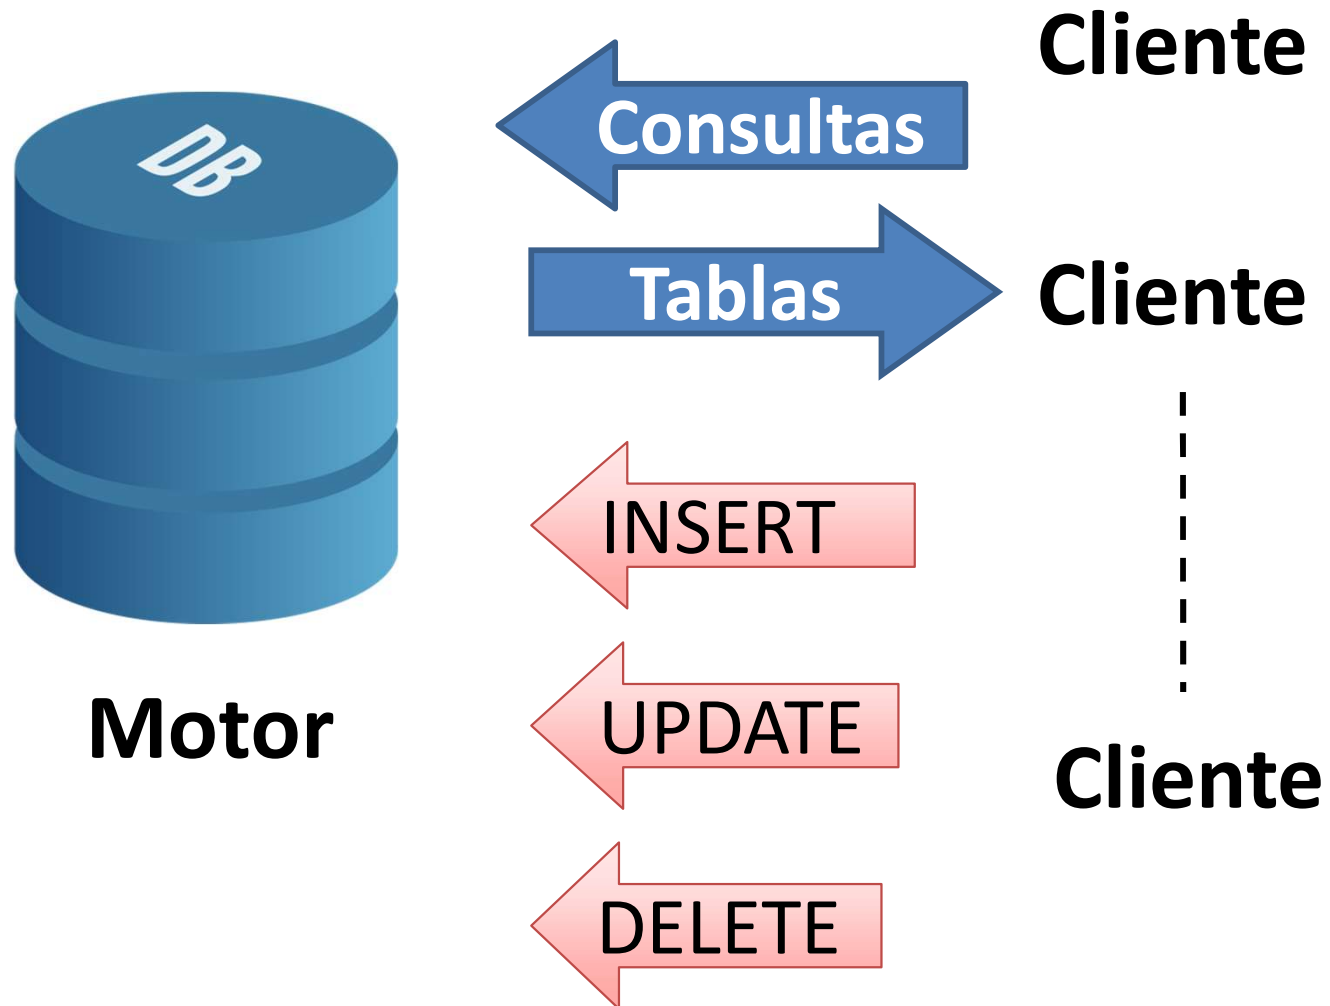 Cliente
Consultas
DB
Tablas
Cliente
INSERT
Motor
UPDATE
Cliente
DELETE